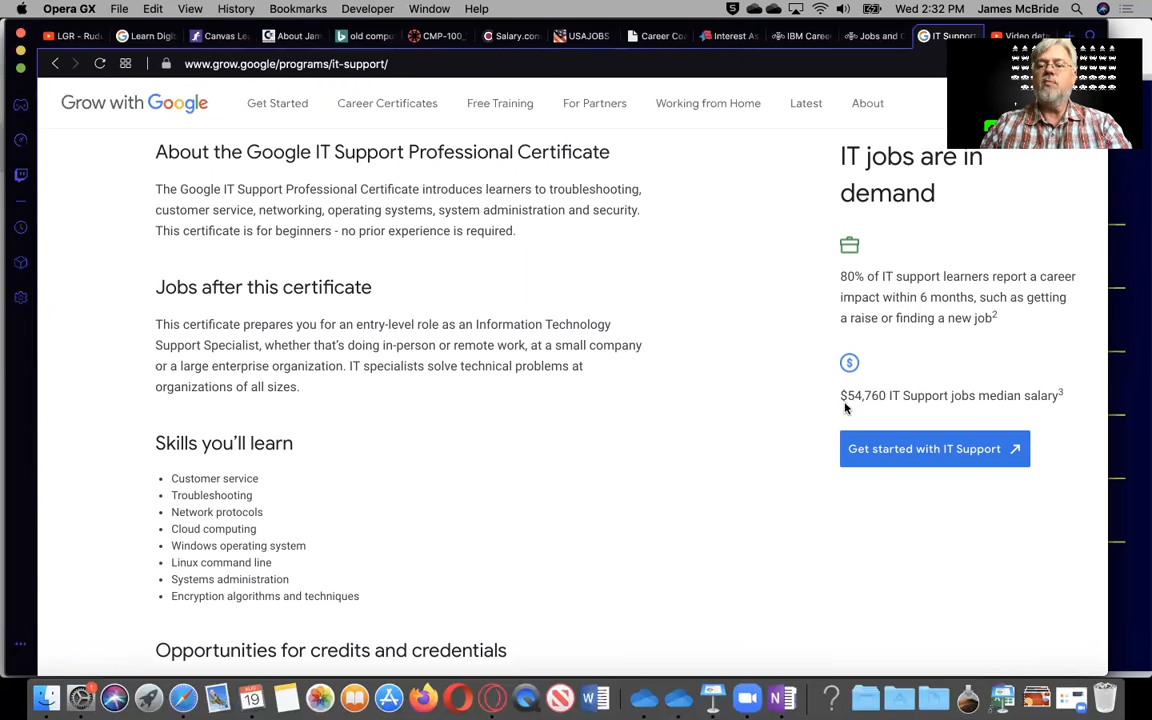 Opera GX File Edit View History Bookmarks Developer Window Help Wed 2:32 PM James McBride
LGR - Rud Learn Digi Canvas Lea About Jam old compu CMP-100_ Salary.com USAJOBS Career Coa Interest As IBM Caree Jobs and IT Support Video deta
www.grow.google/programs/it-support/
Grow with Google Get Started Career Certificates Free Training For Partners Working from Home Latest About
About the Google IT Support Professional Certificate
The Google IT Support Professional Certificate introduces learners to troubleshooting,
customer service, networking, operating systems, system administration and security.
This certificate is for beginners - no prior experience is required.
Jobs after this certificate
This certificate prepares you for an entry-level role as an Information Technology
Support Specialist, whether that's doing in-person or remote work, at a small company
or a large enterprise organization. IT specialists solve technical problems at
organizations of all sizes.
Skills you'll learn
• Customer service
• Troubleshooting
• Network protocols
• Cloud computing
• Windows operating system
• Linux command line
• Systems administration
• Encryption algorithms and techniques
Opportunities for credits and credentials
IT jobs are in
demand
80% of IT support learners report a career
impact within 6 months, such as getting
a raise or finding a new job2
$54,760 IT Support jobs median salary3
Get started with IT Support
AUG
19